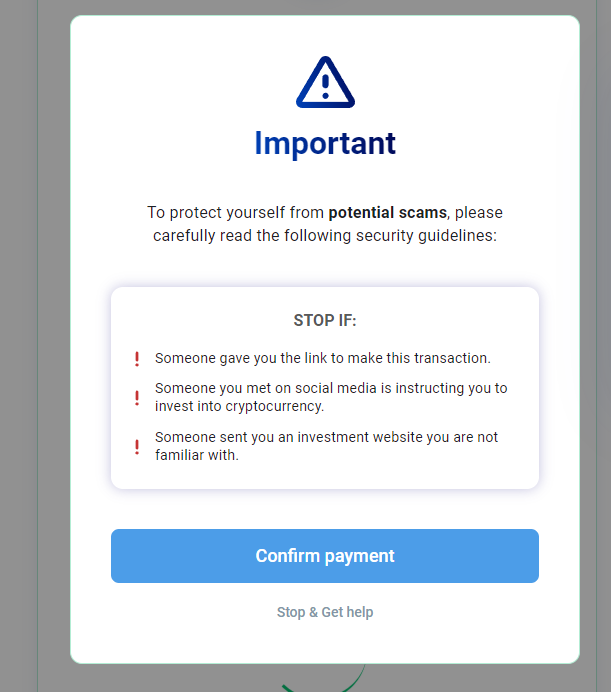 Important
To protect yourself from potential scams, please
carefully read the following security guidelines:
STOP IF:
Someone gave you the link to make this transaction.
Someone you met on social media is instructing you to
invest into cryptocurrency.
Someone sent you an investment website you are not
familiar with.
Confirm payment
Stop & Get help